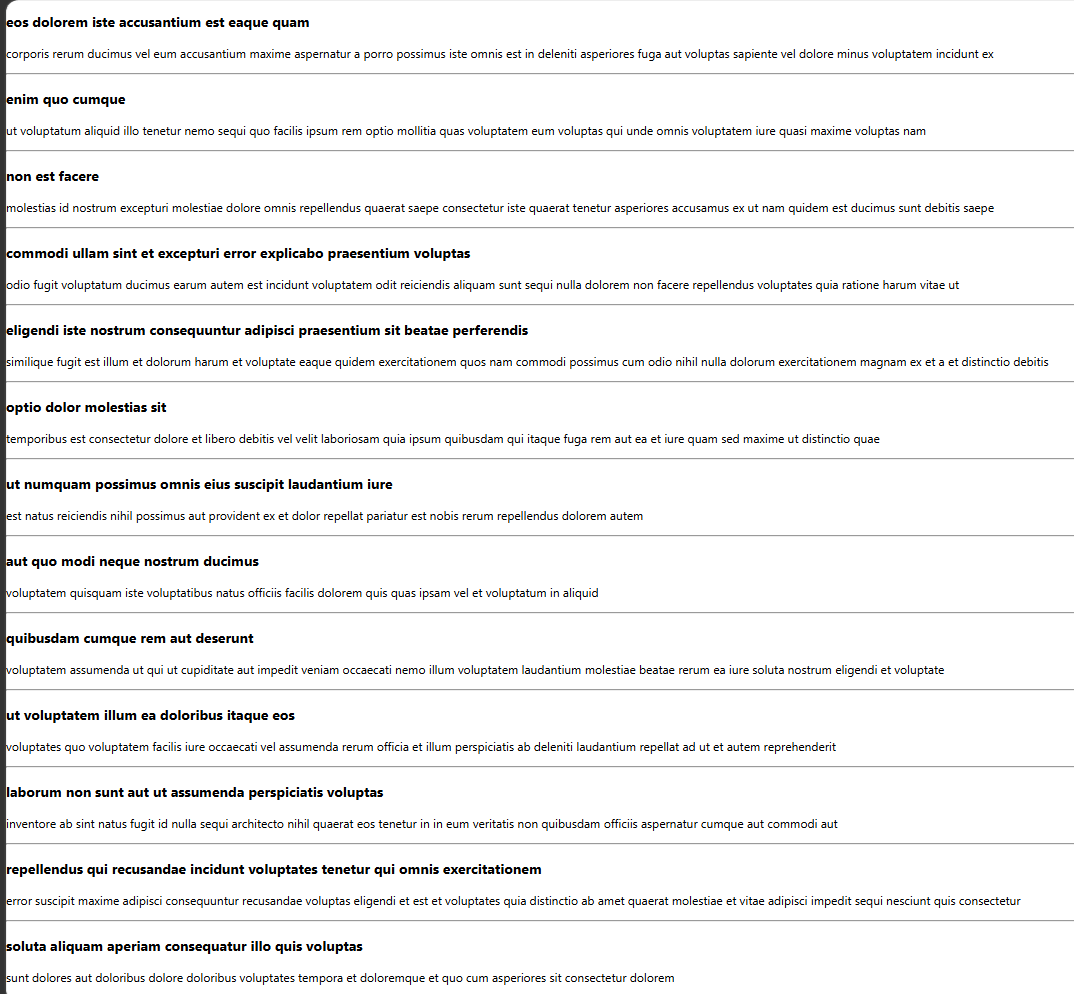 eos dolorem iste accusantium est eaque quam
corporis rerum ducimus vel eum accusantium maxime aspernatur a porro possimus iste omnis est in deleniti asperiores fuga aut voluptas sapiente vel dolore minus voluptatem incidunt ex
enim quo cumque
ut voluptatum aliquid illo tenetur nemo sequi quo facilis ipsum rem optio mollitia quas voluptatem eum voluptas qui unde omnis voluptatem iure quasi maxime voluptas nam
non est facere
molestias id nostrum excepturi molestiae dolore omnis repellendus quaerat saepe consectetur iste quaerat tenetur asperiores accusamus ex ut nam quidem est ducimus sunt debitis saepe
commodi ullam sint et excepturi error explicabo praesentium voluptas
odio fugit voluptatum ducimus earum autem est incidunt voluptatem odit reiciendis aliquam sunt sequi nulla dolorem non facere repellendus voluptates quia ratione harum vitae ut
eligendi iste nostrum consequuntur adipisci praesentium sit beatae perferendis
similique fugit est illum et dolorum harum et voluptate eaque quidem exercitationem quos nam commodi possimus cum odio nihil nulla dolorum exercitationem magnam ex et a et distinctio debitis
optio dolor molestias sit
temporibus est consectetur dolore et libero debitis vel velit laboriosam quia ipsum quibusdam qui itaque fuga rem aut ea et iure quam sed maxime ut distinctio quae
ut numquam possimus omnis eius suscipit laudantium iure
est natus reiciendis nihil possimus aut provident ex et dolor repellat pariatur est nobis rerum repellendus dolorem autem
aut quo modi neque nostrum ducimus
voluptatem quisquam iste voluptatibus natus officiis facilis dolorem quis quas ipsam vel et voluptatum in aliquid
quibusdam cumque rem aut deserunt
voluptatem assumenda ut qui ut cupiditate aut impedit veniam occaecati nemo illum voluptatem laudantium molestiae beatae rerum ea iure soluta nostrum eligendi et voluptate
ut voluptatem illum ea doloribus itaque eos
voluptates quo voluptatem facilis iure occaecati vel assumenda rerum officia et illum perspiciatis ab deleniti laudantium repellat ad ut et autem reprehenderit
laborum non sunt aut ut assumenda perspiciatis voluptas
inventore ab sint natus fugit id nulla sequi architecto nihil quaerat eos tenetur in in eum veritatis non quibusdam officiis aspernatur cumque aut commodi aut
repellendus qui recusandae incidunt voluptates tenetur qui omnis exercitationem
error suscipit maxime adipisci consequuntur recusandae voluptas eligendi et est et voluptates quia distinctio ab amet quaerat molestiae et vitae adipisci impedit sequi nesciunt quis consectetur
soluta aliquam aperiam consequatur illo quis voluptas
sunt dolores aut doloribus dolore doloribus voluptates tempora et doloremque et quo cum asperiores sit consectetur dolorem